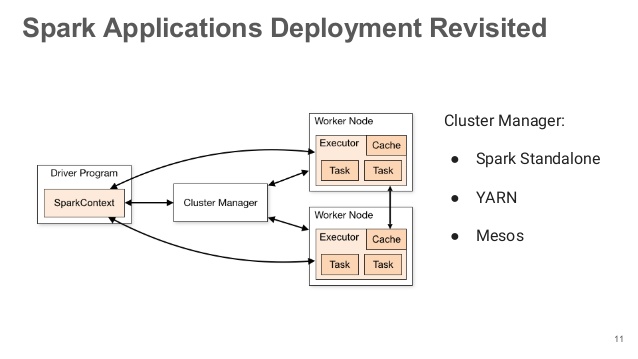 Spark Applications Deployment Revisited
Driver Program
SparkContext
Cluster Manager
Worker Node
Executor
Cache
Task
Task
Worker Node
Executor
Cache
Task
Task
Cluster Manager:
● Spark Standalone
● YARN
● Mesos
11